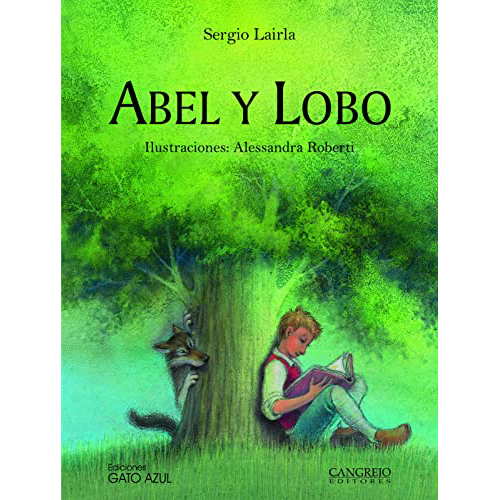 Sergio Lairla
ABEL Y LOBO
Ilustraciones: Alessandra Roberti
Ediciones
GATO AZUL
CANGREJO
EDITORES